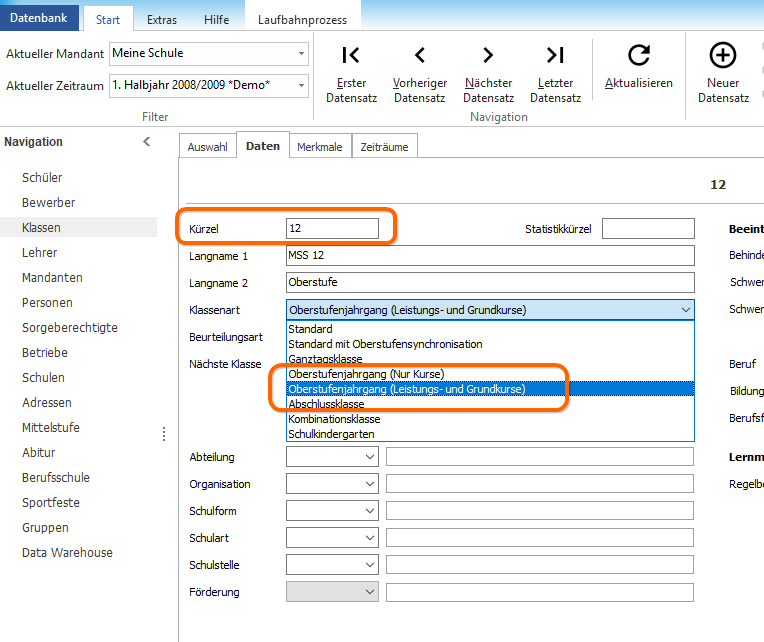 Datenbank Start Extras Hilfe Laufbahnprozess
Aktueller Mandant Meine Schule
Aktueller Zeitraum 1. Halbjahr 2008/2009 *Demo*
Filter
Erster Datensatz
Vorheriger Datensatz
Nächster Datensatz
Letzter Datensatz
Aktualisieren
Neuer Datensatz
Navigation
Navigation
Schüler
Bewerber
Klassen
Lehrer
Mandanten
Personen
Sorgeberechtigte
Betriebe
Schulen
Adressen
Mittelstufe
Abitur
Berufsschule
Sportfeste
Gruppen
Data Warehouse
Auswahl Daten Merkmale Zeiträume
12
Kürzel 12 Statistikkürzel
Langname 1 MSS 12
Langname 2 Oberstufe
Klassenart Oberstufenjahrgang (Leistungs- und Grundkurse)
Beurteilungsart
Nächste Klasse
Standard
Standard mit Oberstufensynchronisation
Ganztagsklasse
Oberstufenjahrgang (Nur Kurse)
Oberstufenjahrgang (Leistungs- und Grundkurse)
Abschlussklasse
Kombinationsklasse
Schulkindergarten
Abteilung
Organisation
Schulform
Schulart
Schulstelle
Förderung
Beeint
Behinde
Schwer
Schwer
Beruf
Bildung
Berufsf
Lernm
Regelbe